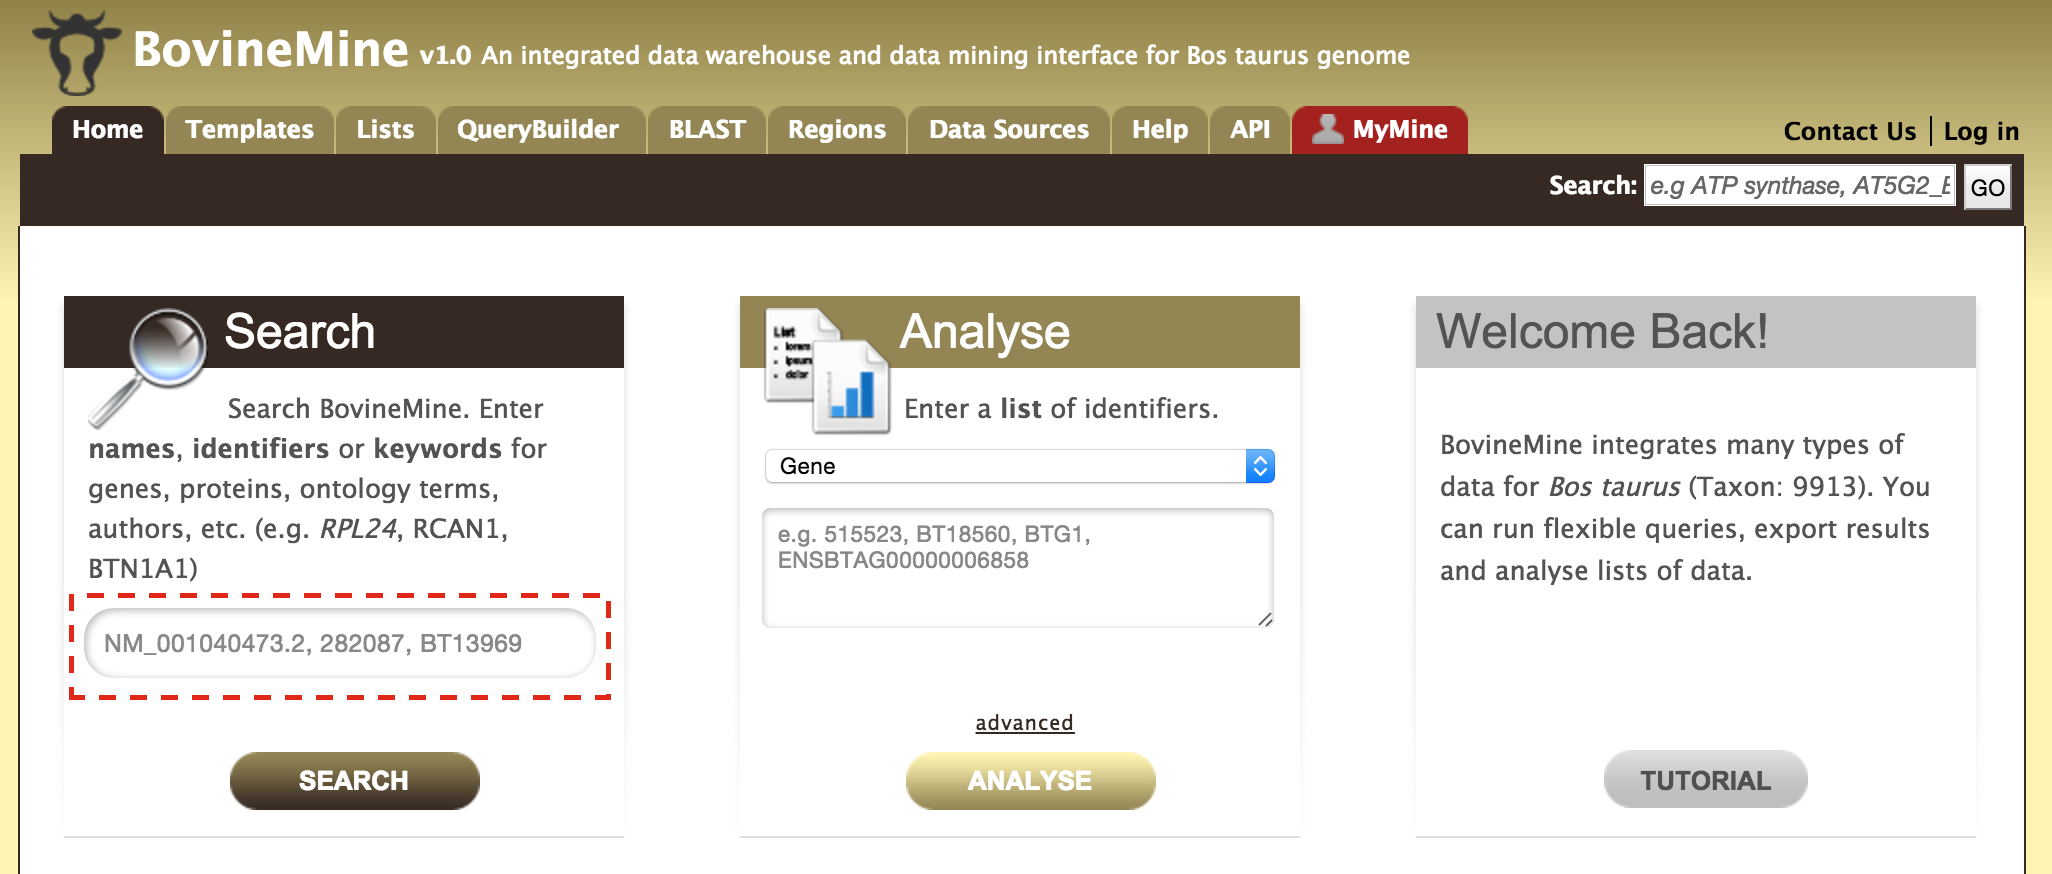 BovineMine v1.0 An integrated data warehouse and data mining interface for Bos taurus genome
Home Templates Lists QueryBuilder BLAST Regions Data Sources Help API MyMine
Contact Us | Log in
Search: e.g ATP synthase, AT5G2_B GO
Search
Search BovineMine. Enter
names, identifiers or keywords for
genes, proteins, ontology terms,
authors, etc. (e.g. RPL24, RCAN1,
BTN1A1)
NM_001040473.2, 282087, BT13969
SEARCH
List
lorem
ipsum
dolor
Analyse
Enter a list of identifiers.
Gene
e.g. 515523, BT18560, BTG1,
ENSBTAG00000006858
advanced
ANALYSE
Welcome Back!
BovineMine integrates many types of
data for Bos taurus (Taxon: 9913). You
can run flexible queries, export results
and analyse lists of data.
TUTORIAL